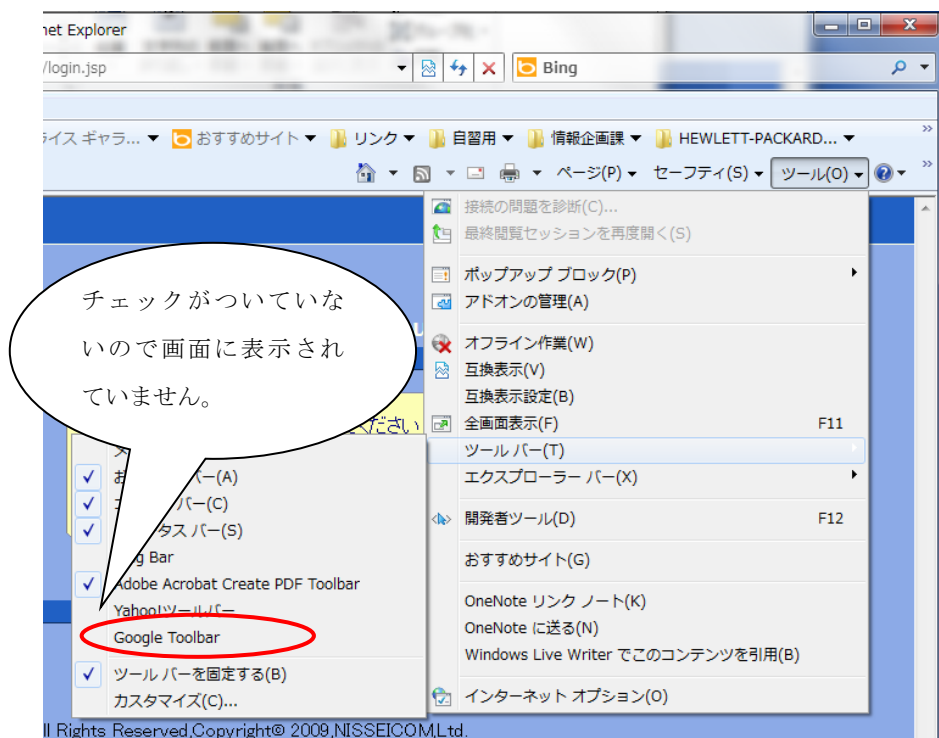 net Explorer
/login.jsp
Bing
ライス ギャラ... おすすめサイト リンク 自習用 情報企画課 HEWLETT-PACKARD... »
ページ(P) セーフティ(S) ツール(O) »
接続の問題を診断(C)...
最終閲覧セッションを再度開く(S)
ポップアップ ブロック(P)
アドオンの管理(A)
オフライン作業(W)
互換表示(V)
互換表示設定(B)
全画面表示(F) F11
ツール バー(T)
エクスプローラー バー(X)
開発者ツール(D) F12
おすすめサイト(G)
OneNote リンク ノート(K)
OneNote に送る(N)
Windows Live Writer でこのコンテンツを引用(B)
インターネット オプション(O)
チェックがついていな
いので画面に表示され
ていません。
ください
バー(A)
バー(C)
タス バー(S)
Bar
Adobe Acrobat Create PDF Toolbar
Yahoo!ツールバー
Google Toolbar
ツール バーを固定する(B)
カスタマイズ(C)...
ll Rights Reserved,Copyright© 2009,NISSEICOM,Ltd.